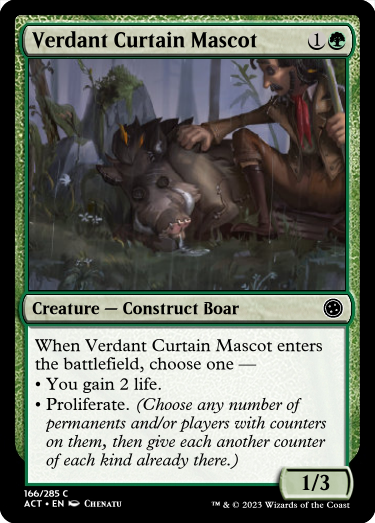 Verdant Curtain Mascot 1
Creature — Construct Boar
When Verdant Curtain Mascot enters
the battlefield, choose one —
• You gain 2 life.
• Proliferate. (Choose any number of
permanents and/or players with counters
on them, then give each another counter
of each kind already there.)
1/3
166/285 C
ACT • EN CHENATU
™ & © 2023 Wizards of the Coast